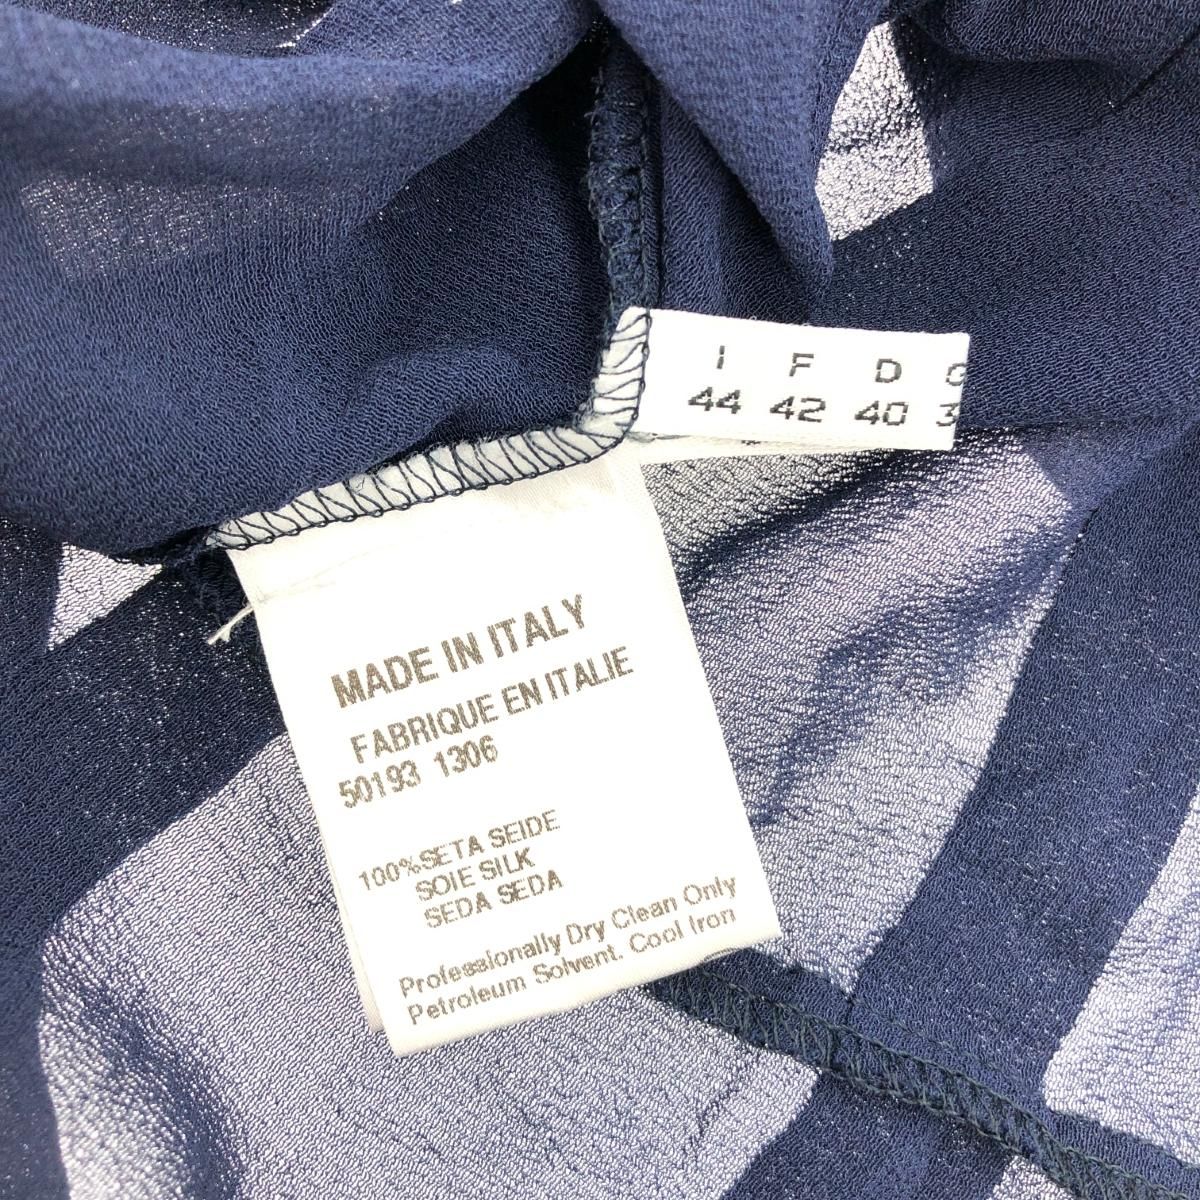 I F D
44 42 40
MADE IN ITALY
FABRIQUE EN ITALIE
50193 1306
100%SETA SEIDE
SOIE SILK
SEDA SEDA
Professionally Dry Clean Only
Petroleum Solvent. Cool Iron